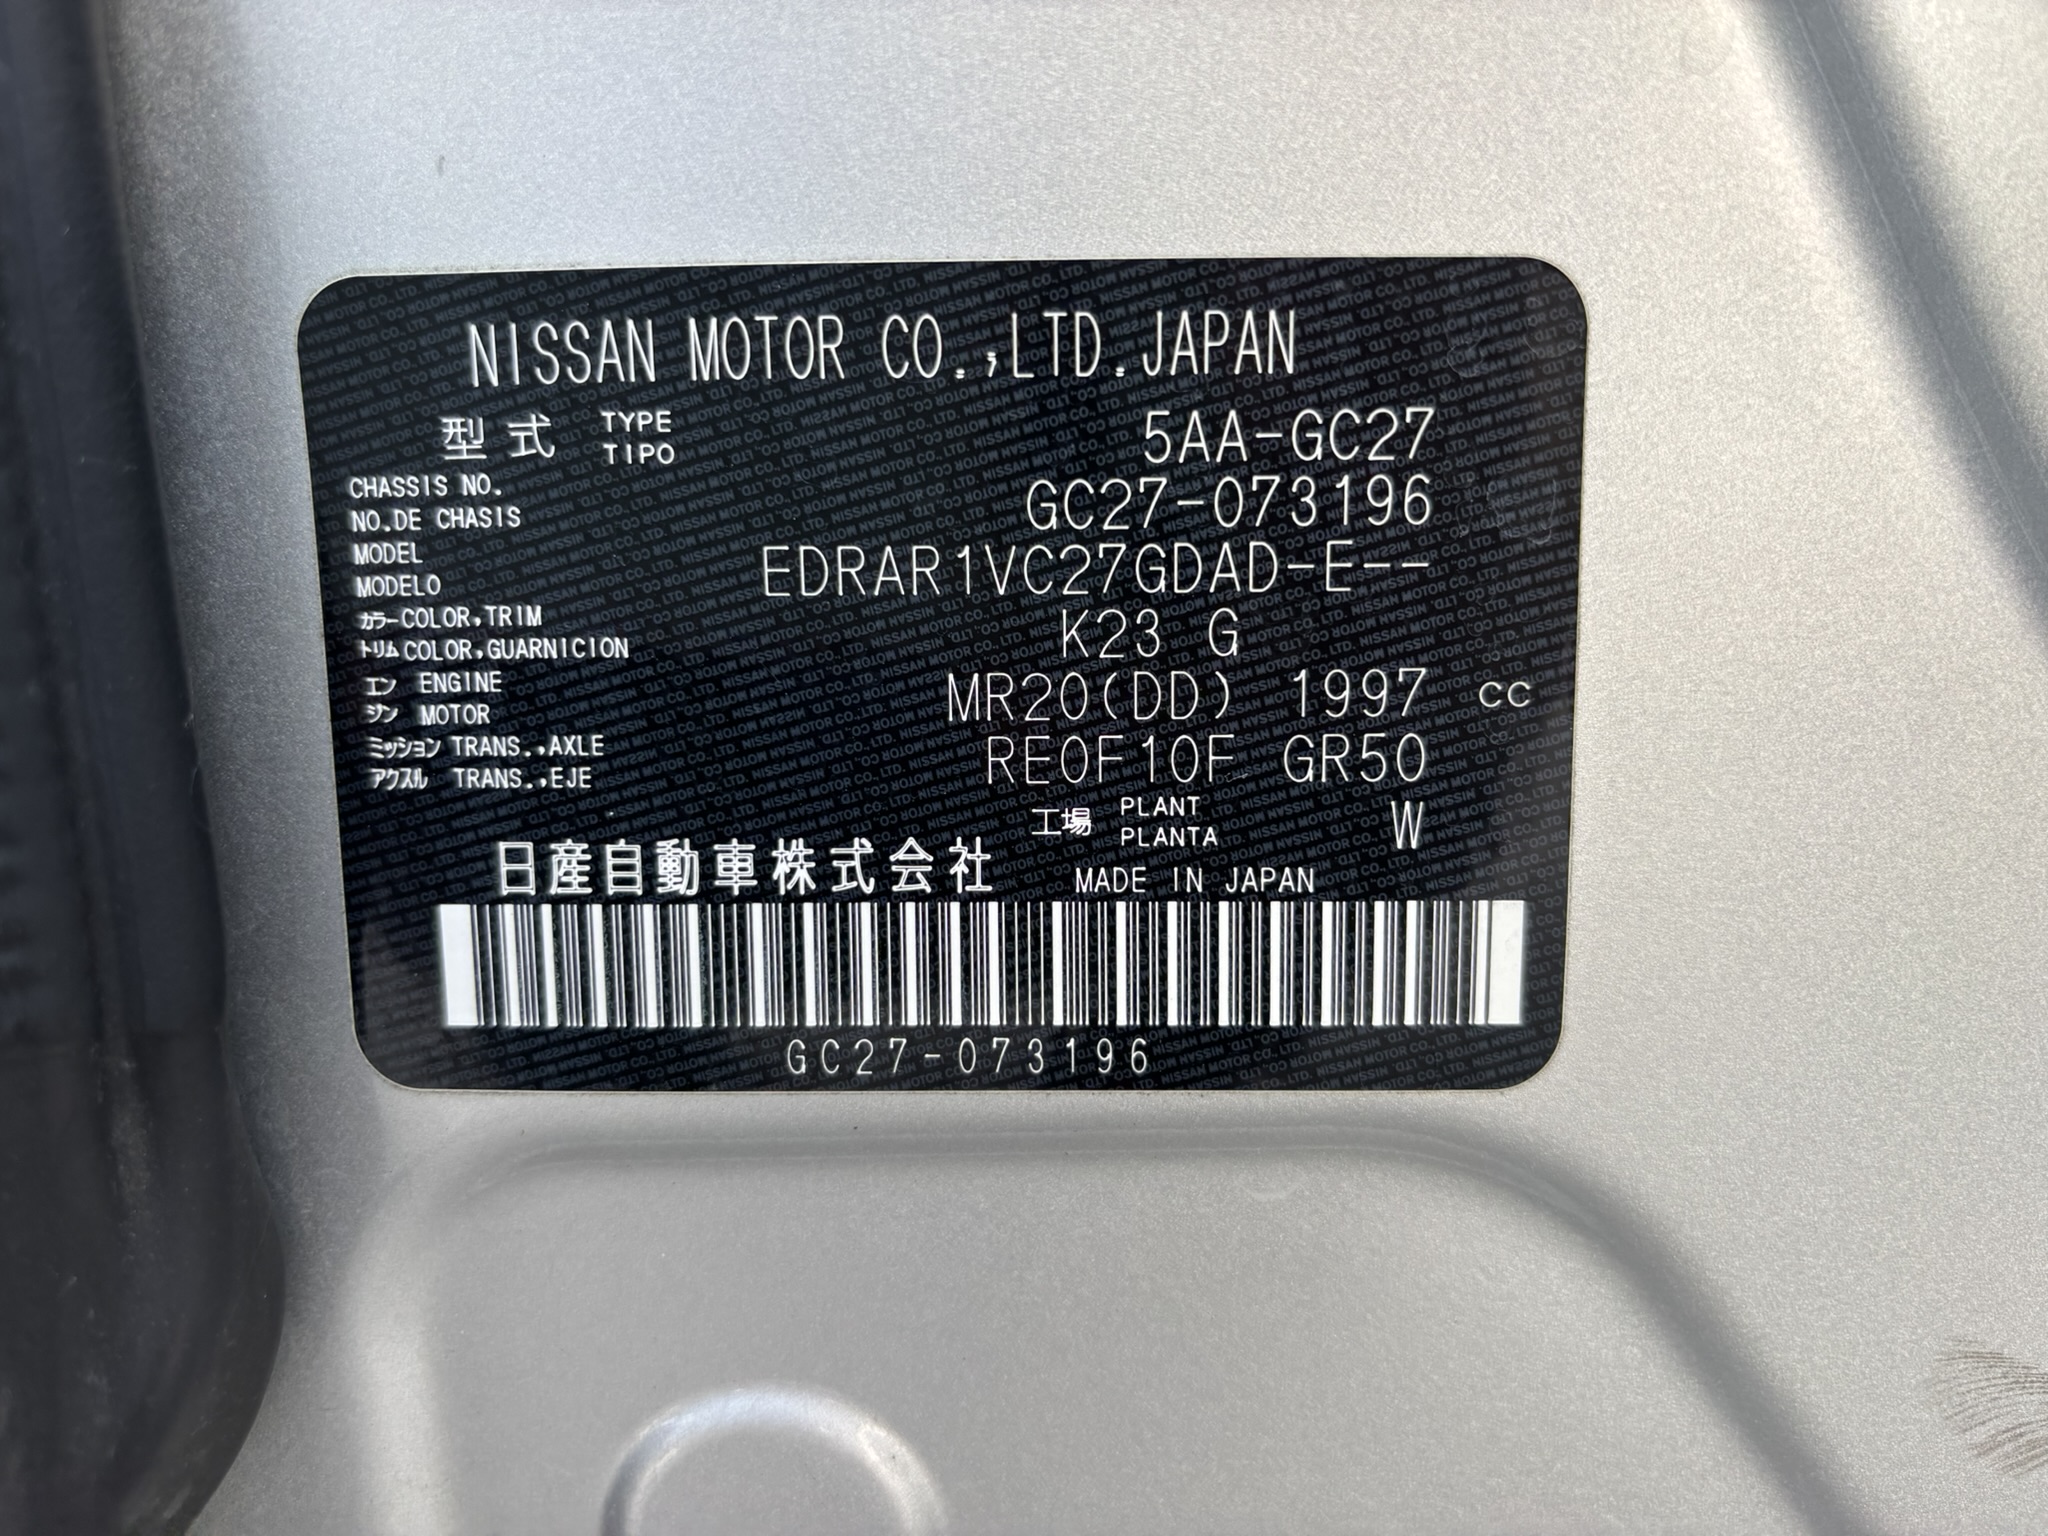 NISSAN MOTOR CO.,LTD.JAPAN
型式 TYPE TIPO 5AA-GC27
CHASSIS NO. GC27-073196
NO.DE CHASIS
MODEL EDRAR1VC27GDAD-E--
MODELO
カラー COLOR,TRIM K23 G
トリム COLOR,GUARNICION
エン ENGINE MR20(DD) 1997 cc
ジン MOTOR
ミッション TRANS.,AXLE RE0F10F GR50
アクスル TRANS.,EJE
工場 PLANT PLANTA W
日産自動車株式会社 MADE IN JAPAN
GC27-073196